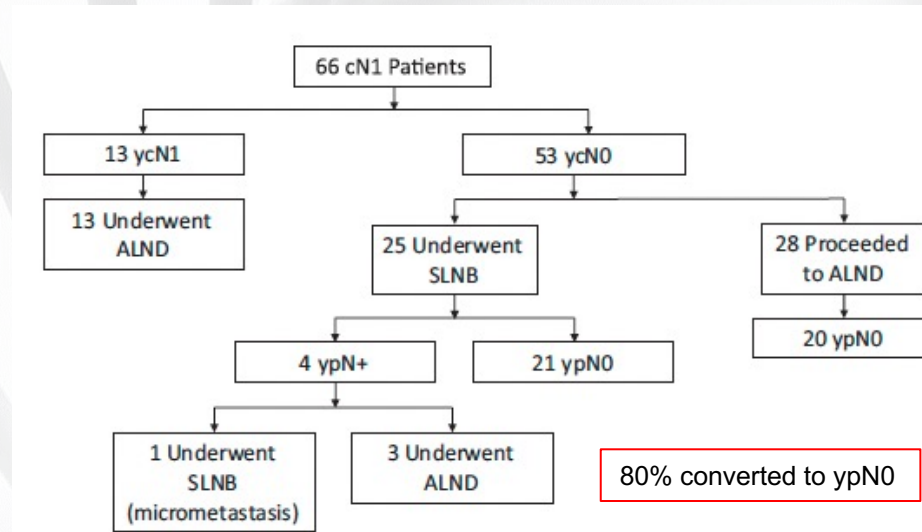 66 cN1 Patients
13 ycN1
53 ycN0
13 Underwent
ALND
25 Underwent
SLNB
28 Proceeded
to ALND
20 ypN0
4 ypN+
21 ypN0
1 Underwent
SLNB
(micrometastasis)
3 Underwent
ALND
80% converted to ypN0